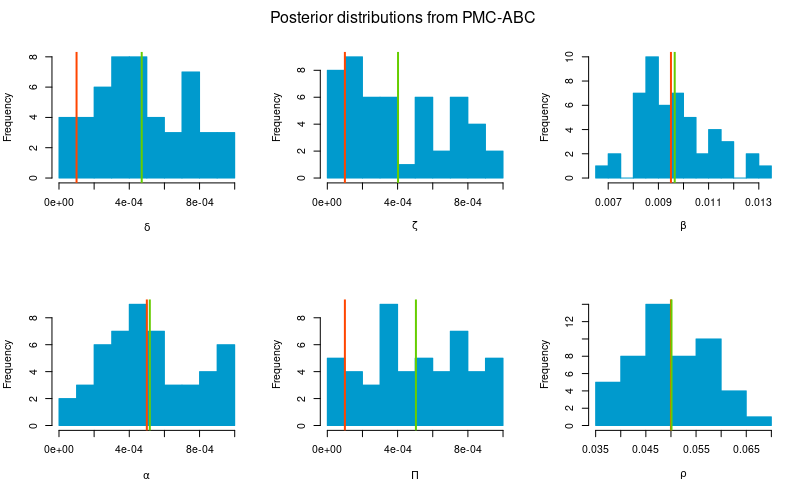 Posterior distributions from PMC-ABC
Frequency
0 2 4 6 8
0e+00 4e-04 8e-04
δ
Frequency
0 2 4 6 8
0e+00 4e-04 8e-04
ζ
Frequency
0 2 4 6 8 10
0.007 0.009 0.011 0.013
β
Frequency
0 2 4 6 8
0e+00 4e-04 8e-04
α
Frequency
0 2 4 6 8
0e+00 4e-04 8e-04
Π
Frequency
0 2 4 8 12
0.035 0.045 0.055 0.065
ρ